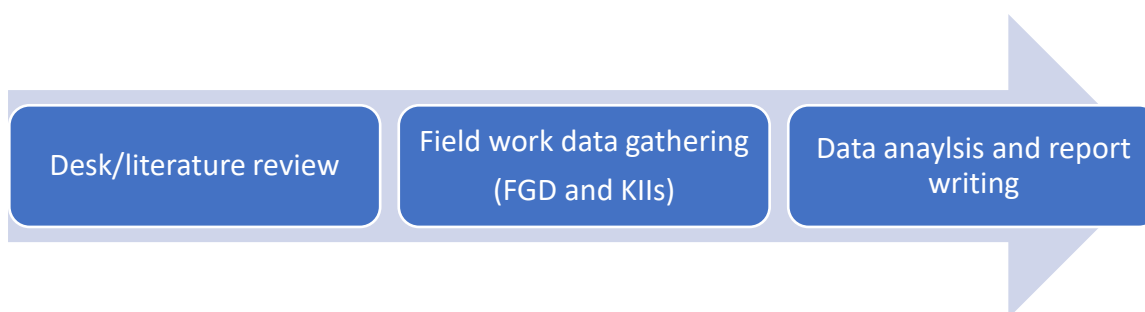 Desk/literature review
Field work data gathering
(FGD and KIIs)
Data anaylsis and report
writing